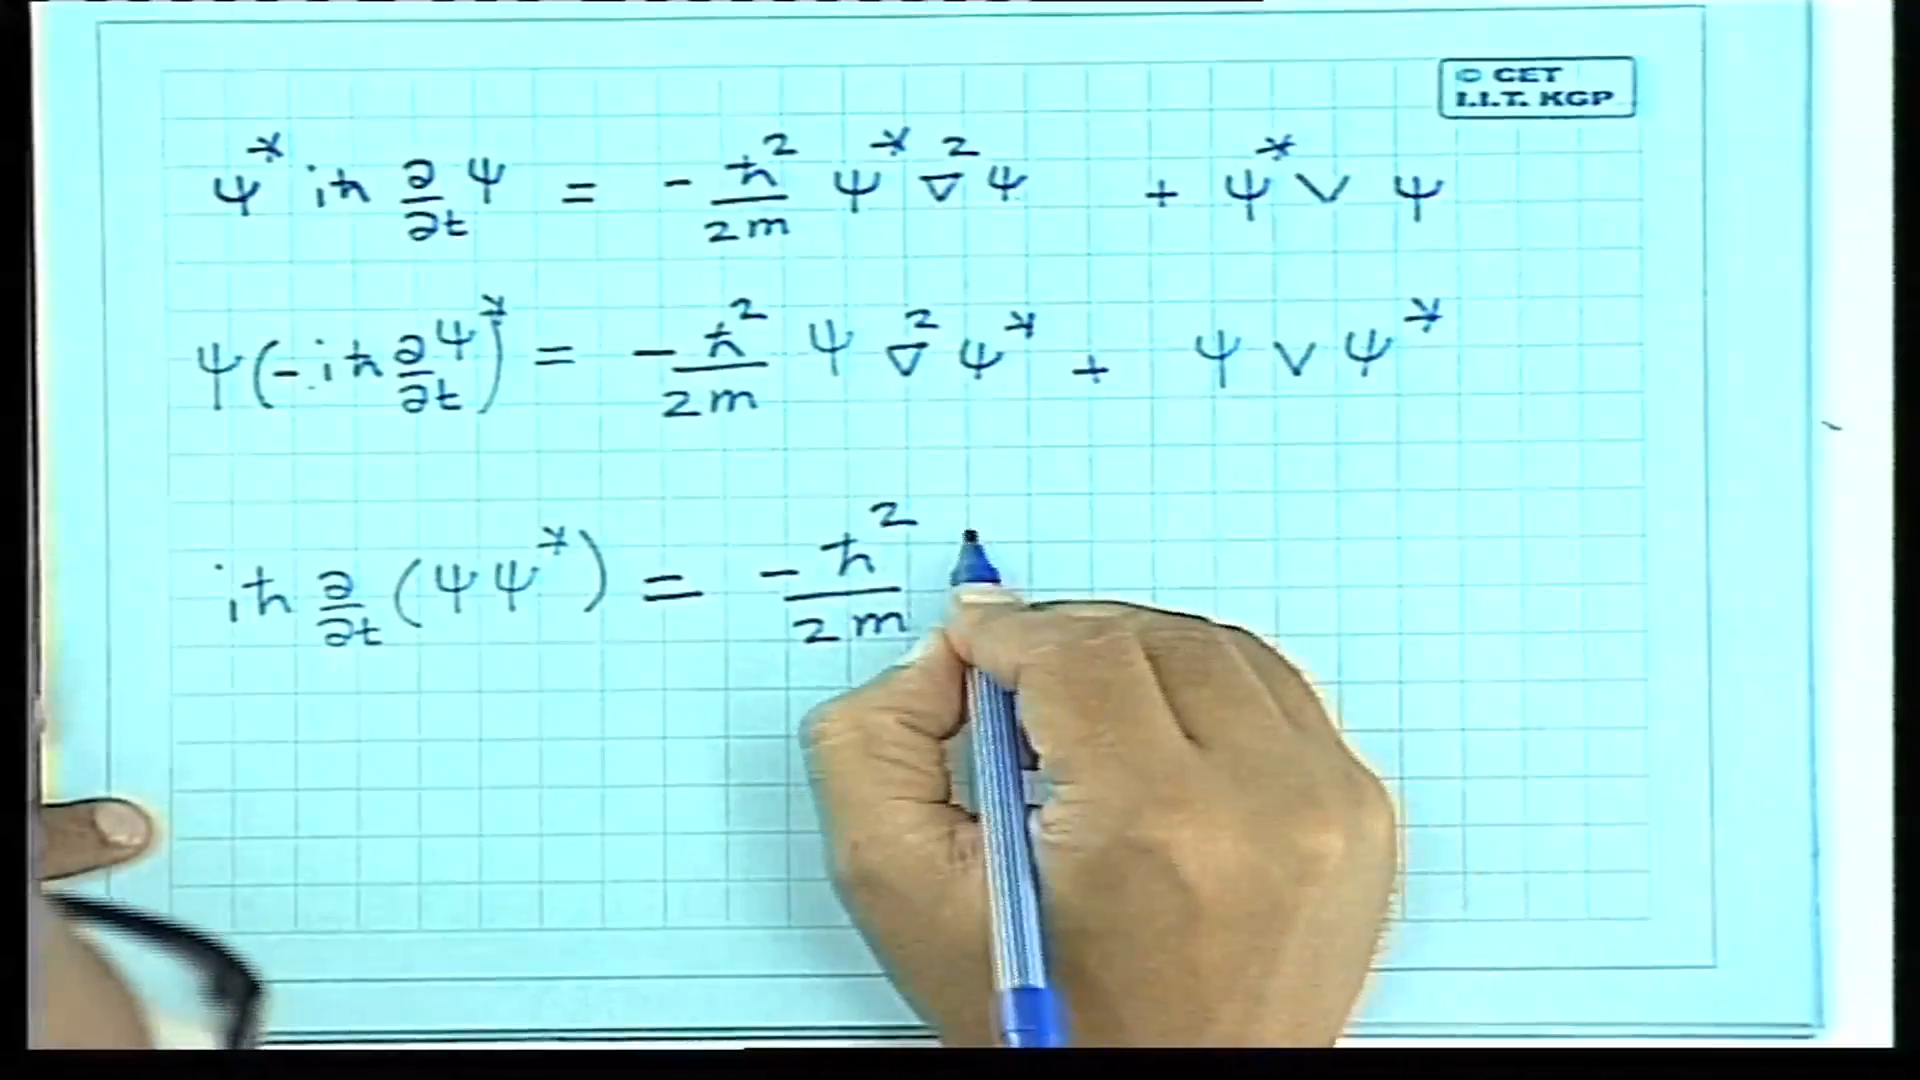 © CET
I.I.T. KGP
ψ* iħ ∂/∂t ψ = - ħ²/2m ψ* ∇² ψ + ψ* V ψ
ψ(-iħ ∂ψ/∂t)* = - ħ²/2m ψ ∇² ψ* + ψ V ψ*
iħ ∂/∂t (ψψ*) = - ħ²/2m